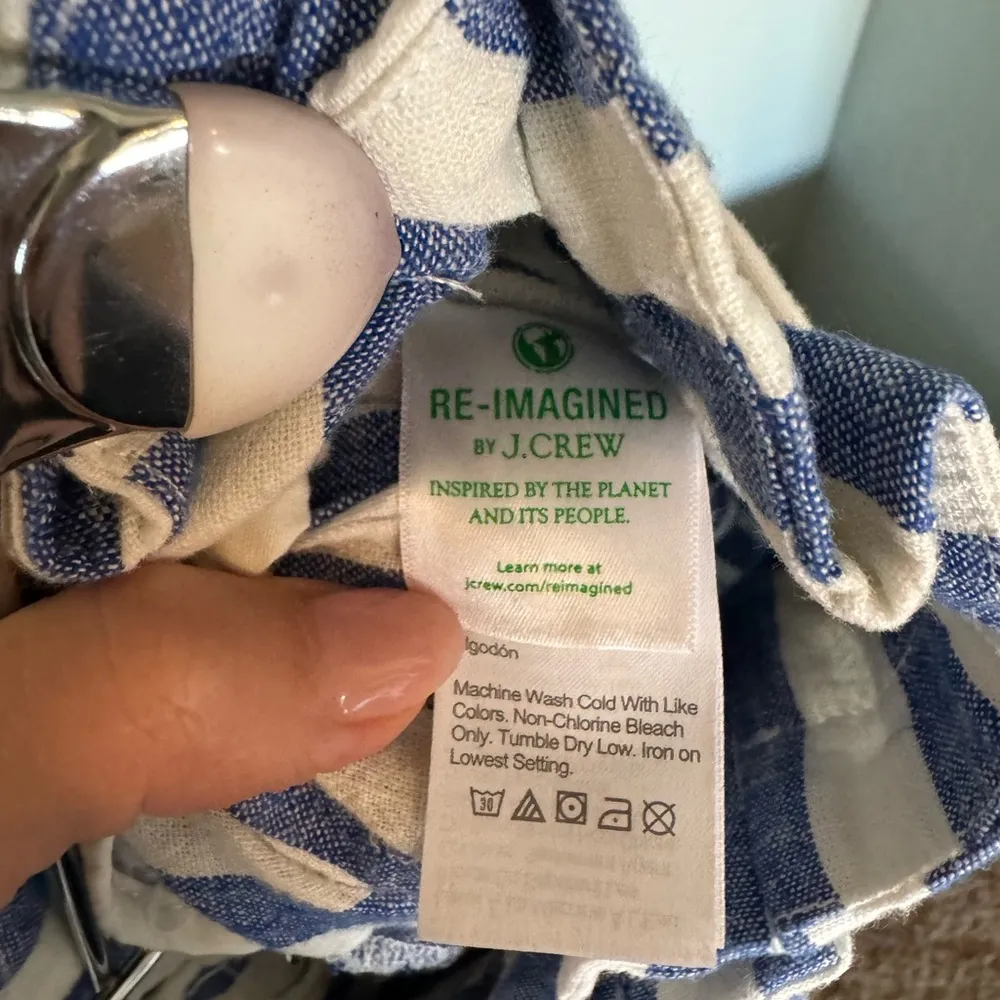 RE-IMAGINED
BY J.CREW
INSPIRED BY THE PLANET
AND ITS PEOPLE.
Learn more at
jcrew.com/reimagined
lgodón
Machine Wash Cold With Like
Colors. Non-Chlorine Bleach
Only. Tumble Dry Low. Iron on
Lowest Setting.
30